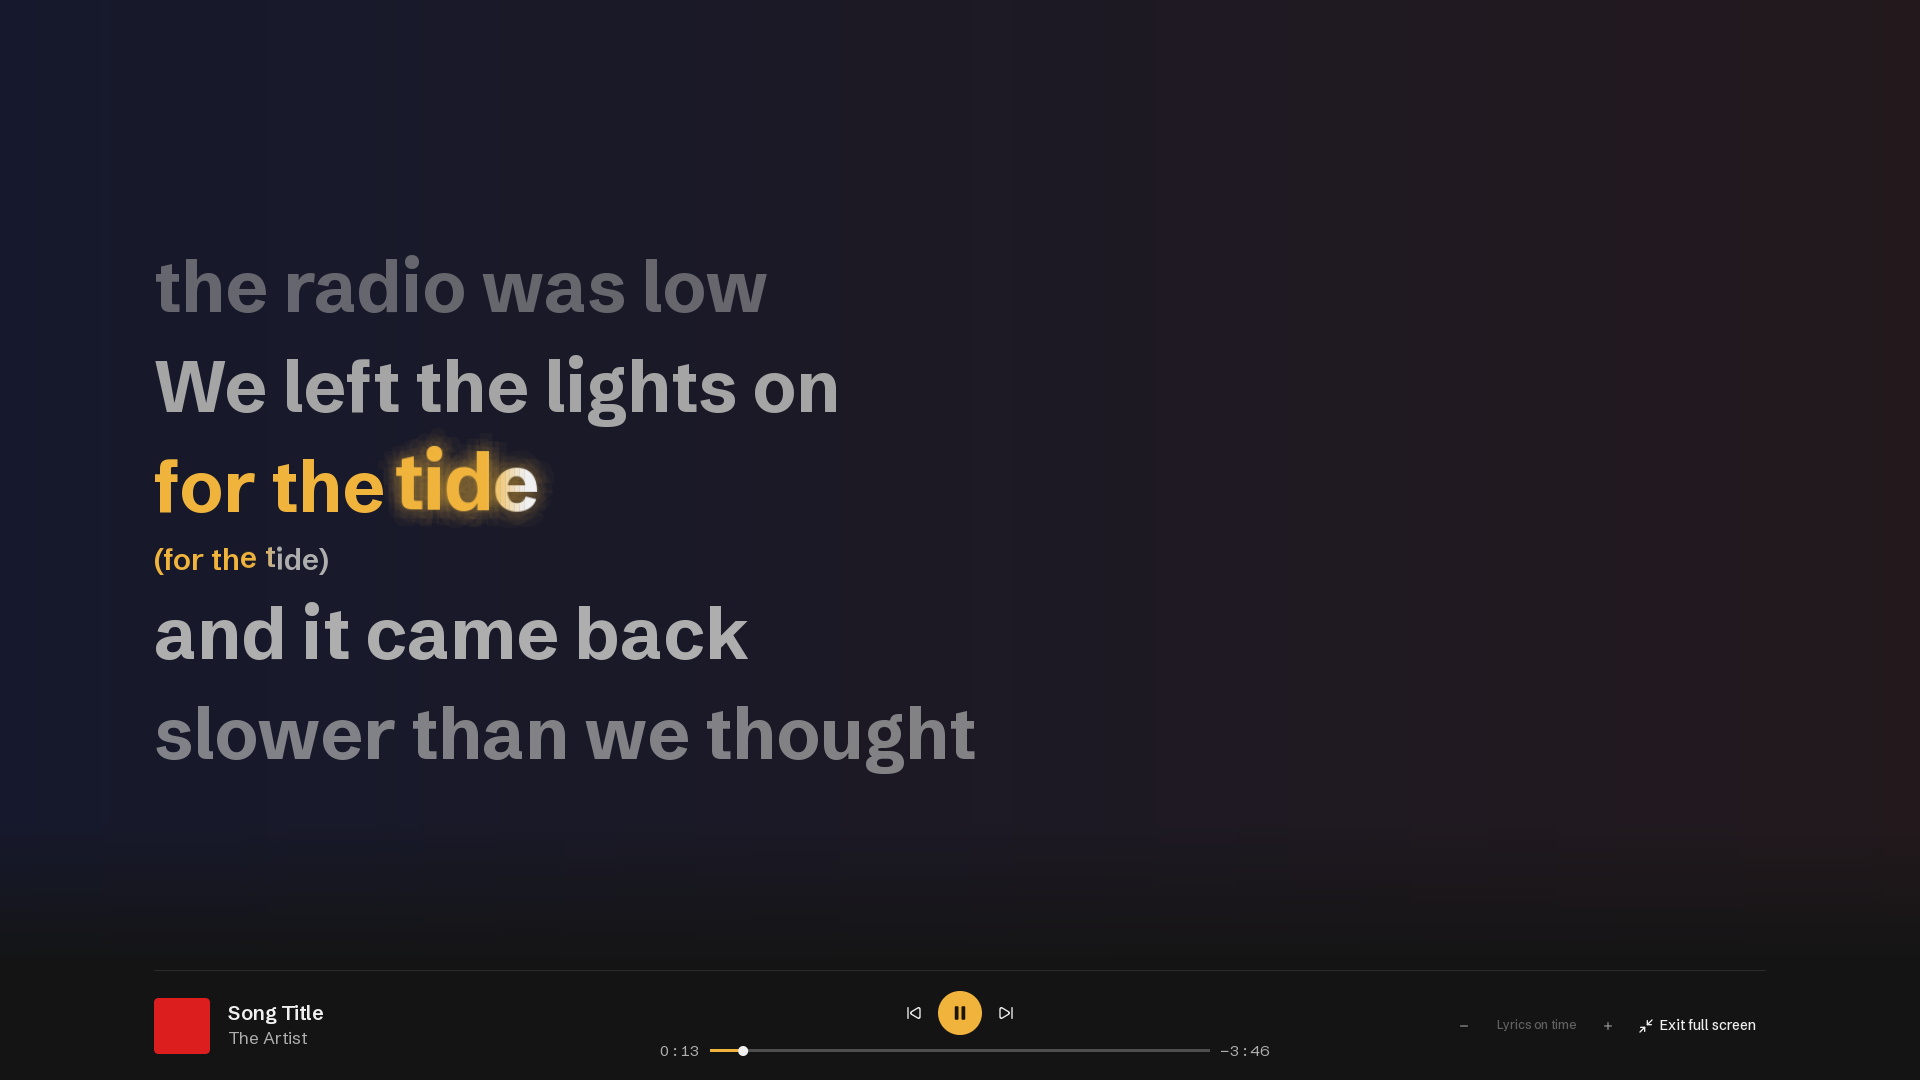 the radio was low
We left the lights on
for the tide
(for the tide)
and it came back
slower than we thought
Song Title
The Artist
0:13
−3:46
− Lyrics on time +
Exit full screen